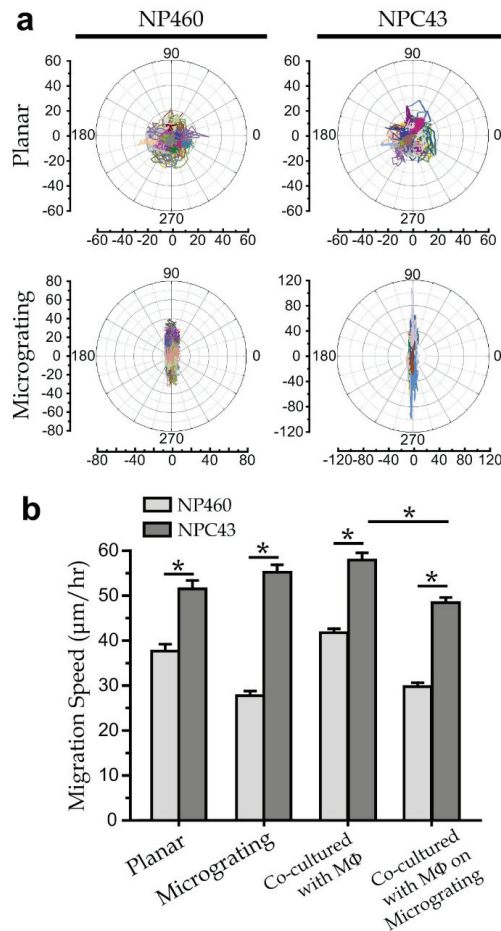 a
NP460
NPC43
Planar
60
40
20
0
-20
-40
-60
90
180
0
270
-60 -40 -20 0 20 40 60
60
40
20
0
-20
-40
-60
90
180
0
270
-60 -40 -20 0 20 40 60
Micrograting
80
60
40
20
0
-20
-40
-60
-80
90
180
0
270
-80 -40 0 40 80
120
80
40
0
-40
-80
-120
90
180
0
270
-120 -80 -40 0 40 80 120
b
NP460
NPC43
Migration Speed (μm/hr)
60
50
40
30
20
10
0
*
*
*
*
*
Planar
Micrograting
Co-cultured
with MΦ
Co-cultured
with MΦ on
Micrograting